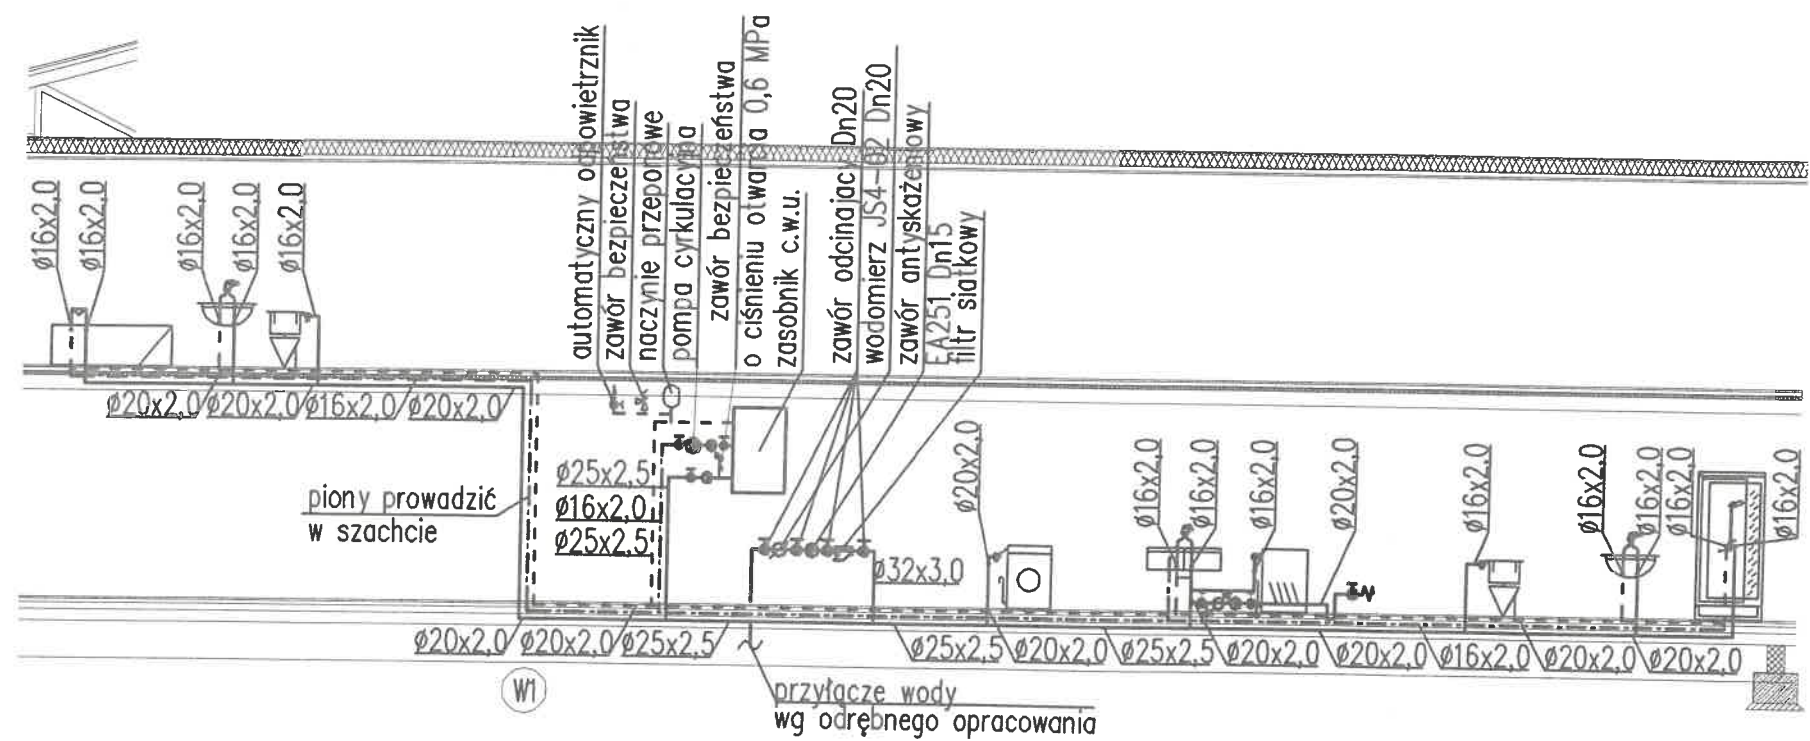 automatyczny odpowietrznik
zawór bezpieczeństwa
naczynie przeponowe
pompa cyrkulacyjna
zawór bezpieczeństwa
o ciśnieniu otwarcia 0,6 MPa
zasobnik c.w.u.
zawór odcinający Dn20
wodomierz JS4-02 Dn20
zawór antyskażeniowy
EA251 Dn15
filtr siatkowy
Ø16x2,0
Ø16x2,0
Ø16x2,0
Ø16x2,0
Ø16x2,0
Ø20x2,0
Ø20x2,0
Ø16x2,0
Ø20x2,0
piony prowadzić
w szachcie
Ø25x2,5
Ø16x2,0
Ø25x2,5
Ø32x3,0
Ø20x2,0
Ø16x2,0
Ø16x2,0
Ø16x2,0
Ø20x2,0
Ø16x2,0
Ø16x2,0
Ø16x2,0
Ø16x2,0
Ø16x2,0
Ø20x2,0
Ø20x2,0
Ø25x2,5
Ø25x2,5
Ø20x2,0
Ø25x2,5
Ø20x2,0
Ø20x2,0
Ø16x2,0
Ø20x2,0
Ø20x2,0
W1
przyłącze wody
wg odrębnego opracowania